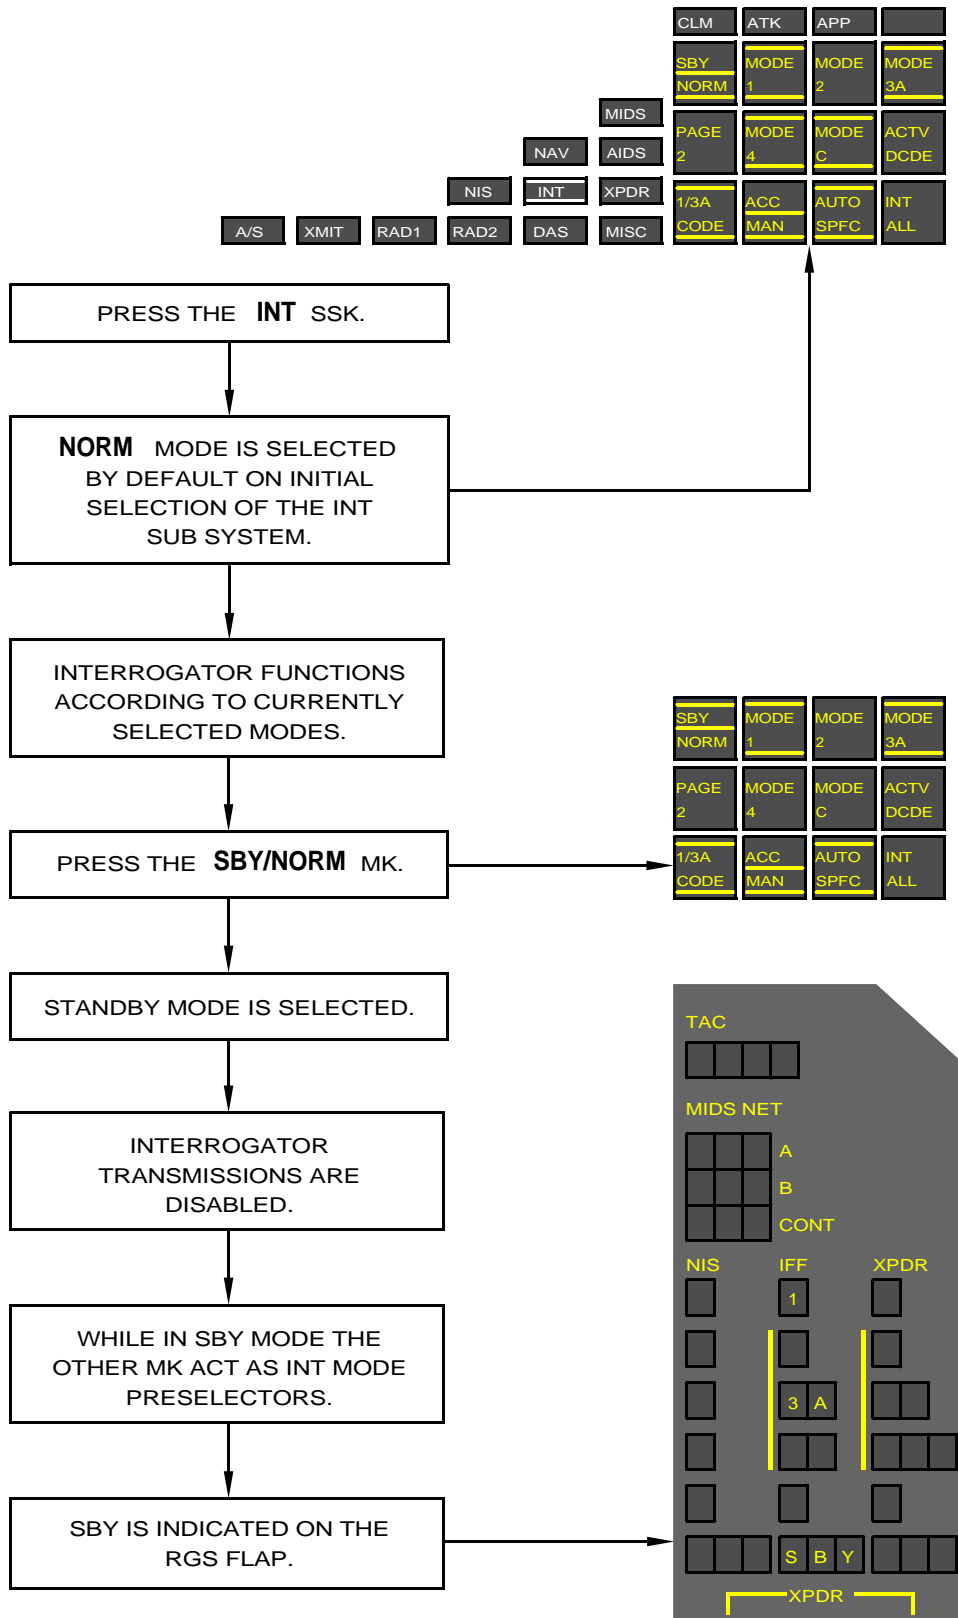 CLM ATK APP
SBY MODE MODE MODE
NORM 1 2 3A
MIDS
PAGE MODE MODE ACTV
2 4 C DCDE
NAV AIDS
NIS INT XPDR
1/3A ACC AUTO INT
CODE MAN SPFC ALL
A/S XMIT RAD1 RAD2 DAS MISC
PRESS THE INT SSK.
NORM MODE IS SELECTED
BY DEFAULT ON INITIAL
SELECTION OF THE INT
SUB SYSTEM.
INTERROGATOR FUNCTIONS
ACCORDING TO CURRENTLY
SELECTED MODES.
SBY MODE MODE MODE
NORM 1 2 3A
PAGE MODE MODE ACTV
2 4 C DCDE
1/3A ACC AUTO INT
CODE MAN SPFC ALL
PRESS THE SBY/NORM MK.
STANDBY MODE IS SELECTED.
INTERROGATOR
TRANSMISSIONS ARE
DISABLED.
WHILE IN SBY MODE THE
OTHER MK ACT AS INT MODE
PRESELECTORS.
SBY IS INDICATED ON THE
RGS FLAP.
TAC
MIDS NET
A
B
CONT
NIS IFF XPDR
1
3 A
S B Y
XPDR